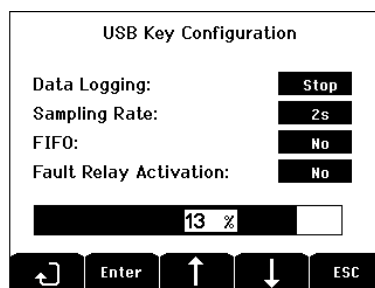 USB Key Configuration
Data Logging: Stop
Sampling Rate: 2s
FIFO: No
Fault Relay Activation: No
13 %
Enter ESC